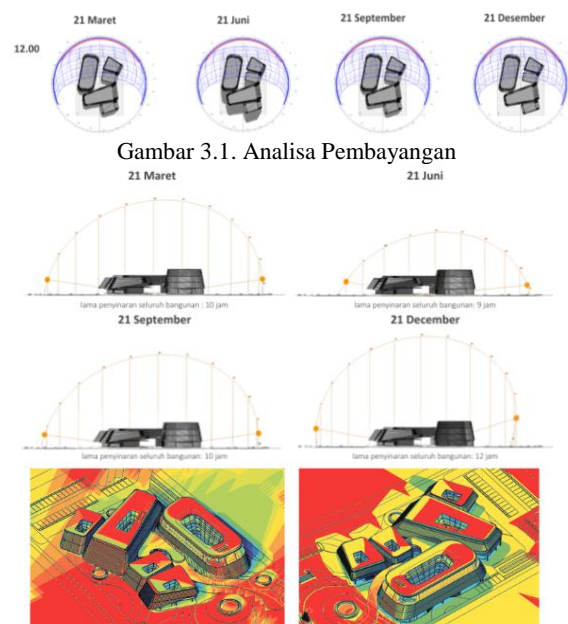 21 Maret 21 Juni 21 September 21 Desember
12.00
Gambar 3.1. Analisa Pembayangan
21 Maret 21 Juni
lama penyinaran seluruh bangunan : 10 jam lama penyinaran seluruh bangunan: 9 jam
21 September 21 December
lama penyinaran seluruh bangunan: 10 jam lama penyinaran seluruh bangunan: 12 jam